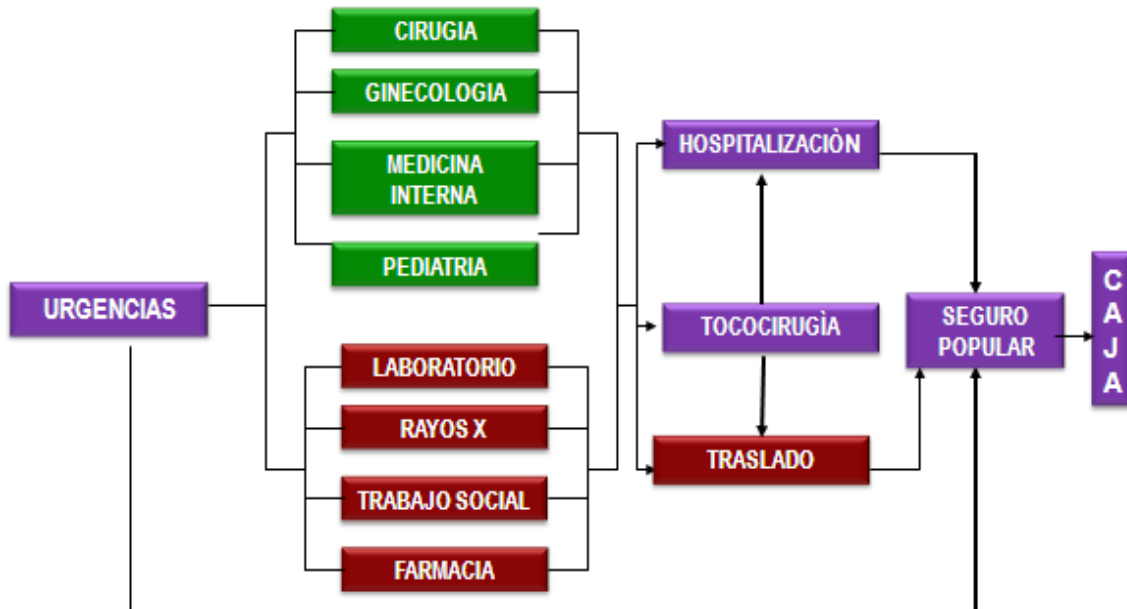 CIRUGIA
GINECOLOGIA
MEDICINA
INTERNA
PEDIATRIA
URGENCIAS
LABORATORIO
RAYOS X
TRABAJO SOCIAL
FARMACIA
HOSPITALIZACIÒN
TOCOCIRUGÌA
TRASLADO
SEGURO
POPULAR
C
A
J
A